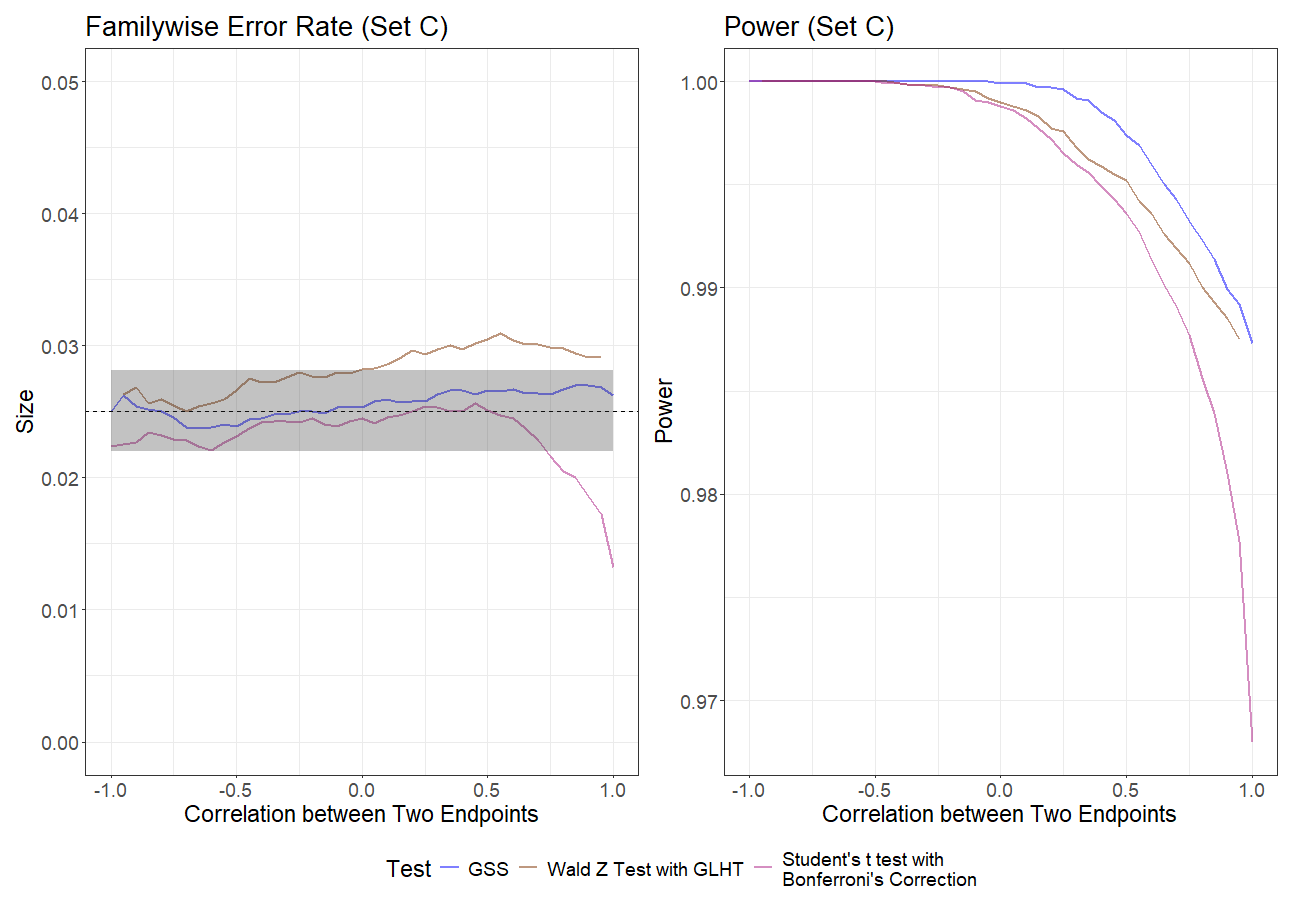 Familywise Error Rate (Set C)
Size
0.05
0.04
0.03
0.02
0.01
0.00
-1.0 -0.5 0.0 0.5 1.0
Correlation between Two Endpoints
Power (Set C)
Power
1.00
0.99
0.98
0.97
-1.0 -0.5 0.0 0.5 1.0
Correlation between Two Endpoints
Test GSS Wald Z Test with GLHT Student's t test with
Bonferroni's Correction